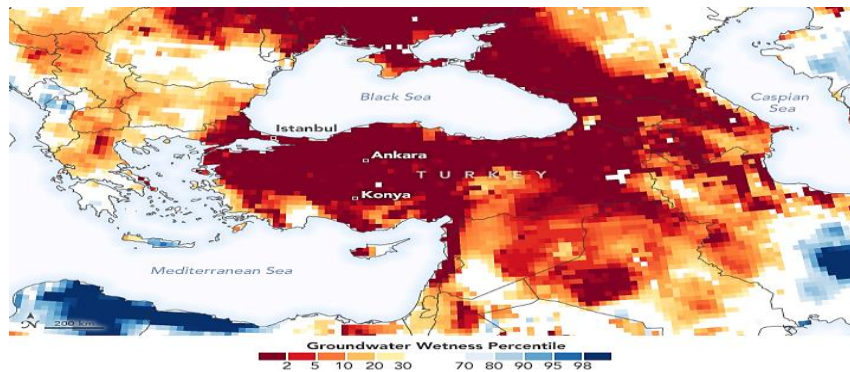 Black Sea
Caspian
Sea
Istanbul
Ankara
TURKEY
Konya
Mediterranean Sea
N
200 km
Groundwater Wetness Percentile
2 5 10 20 30 70 80 90 95 98